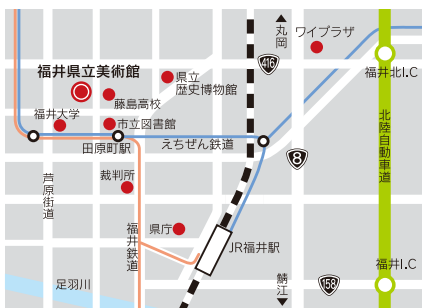 丸岡
ワイプラザ
416
福井県立美術館
県立
歴史博物館
福井北I.C
藤島高校
福井大学
市立図書館
田原町駅
えちぜん鉄道
8
北陸自動車道
芦原街道
裁判所
県庁
福井鉄道
JR福井駅
足羽川
鯖江
158
福井I.C